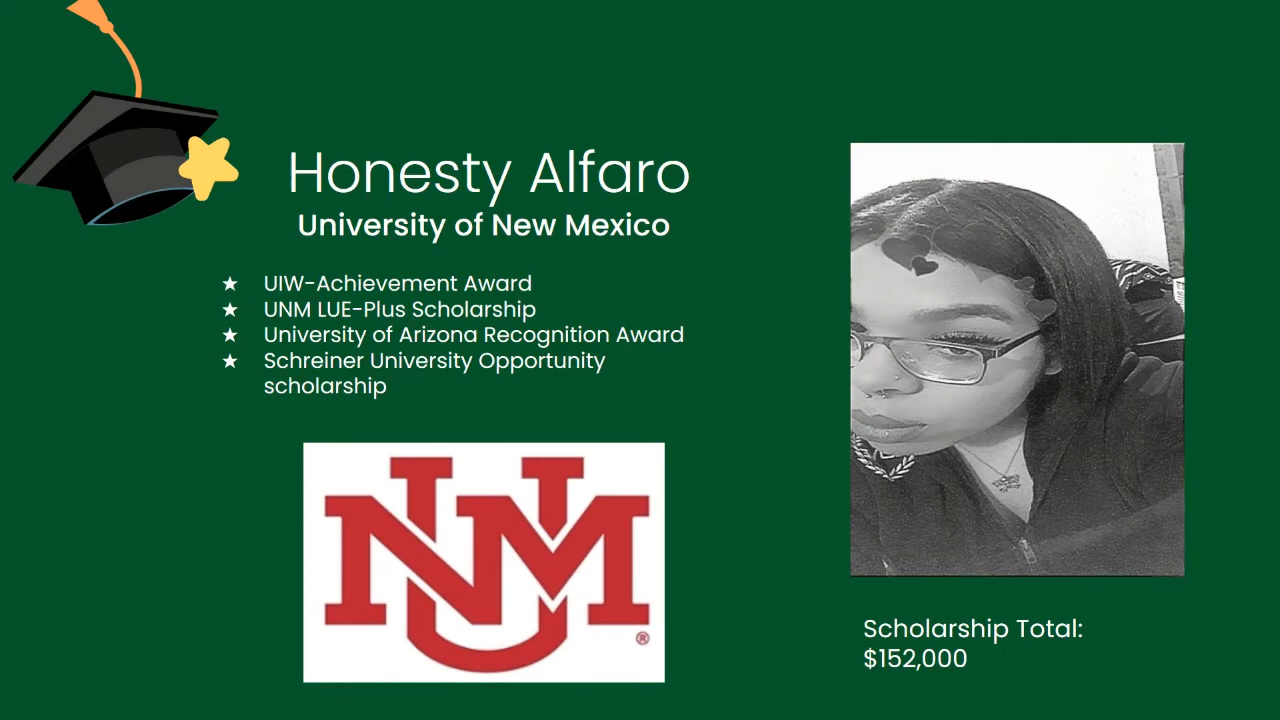 Honesty Alfaro
University of New Mexico
★ UIW-Achievement Award
★ UNM LUE-Plus Scholarship
★ University of Arizona Recognition Award
★ Schreiner University Opportunity
scholarship
UNM
®
Scholarship Total:
$152,000